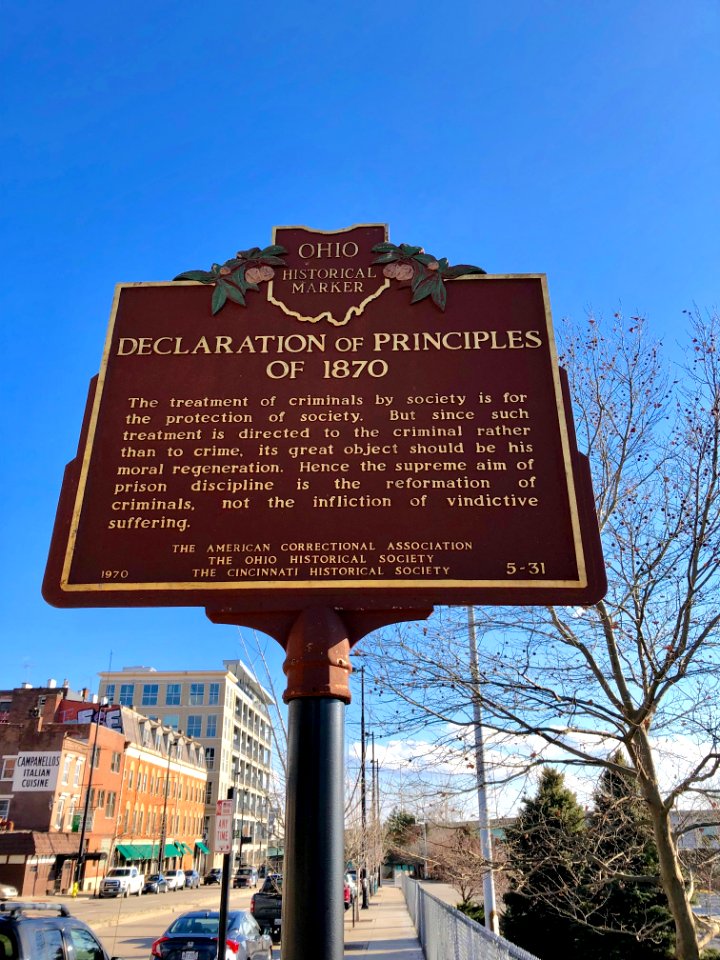 OHIO
HISTORICAL
MARKER
DECLARATION OF PRINCIPLES
OF 1870
The treatment of criminals by society is for
the protection of society. But since such
treatment is directed to the criminal rather
than to crime, its great object should be his
moral regeneration. Hence the supreme aim of
prison discipline is the reformation of
criminals, not the infliction of vindictive
suffering.
THE AMERICAN CORRECTIONAL ASSOCIATION
THE OHIO HISTORICAL SOCIETY
1970 THE CINCINNATI HISTORICAL SOCIETY 5-31
CAMPANELLOS
ITALIAN
CUISINE
ANY
TIME